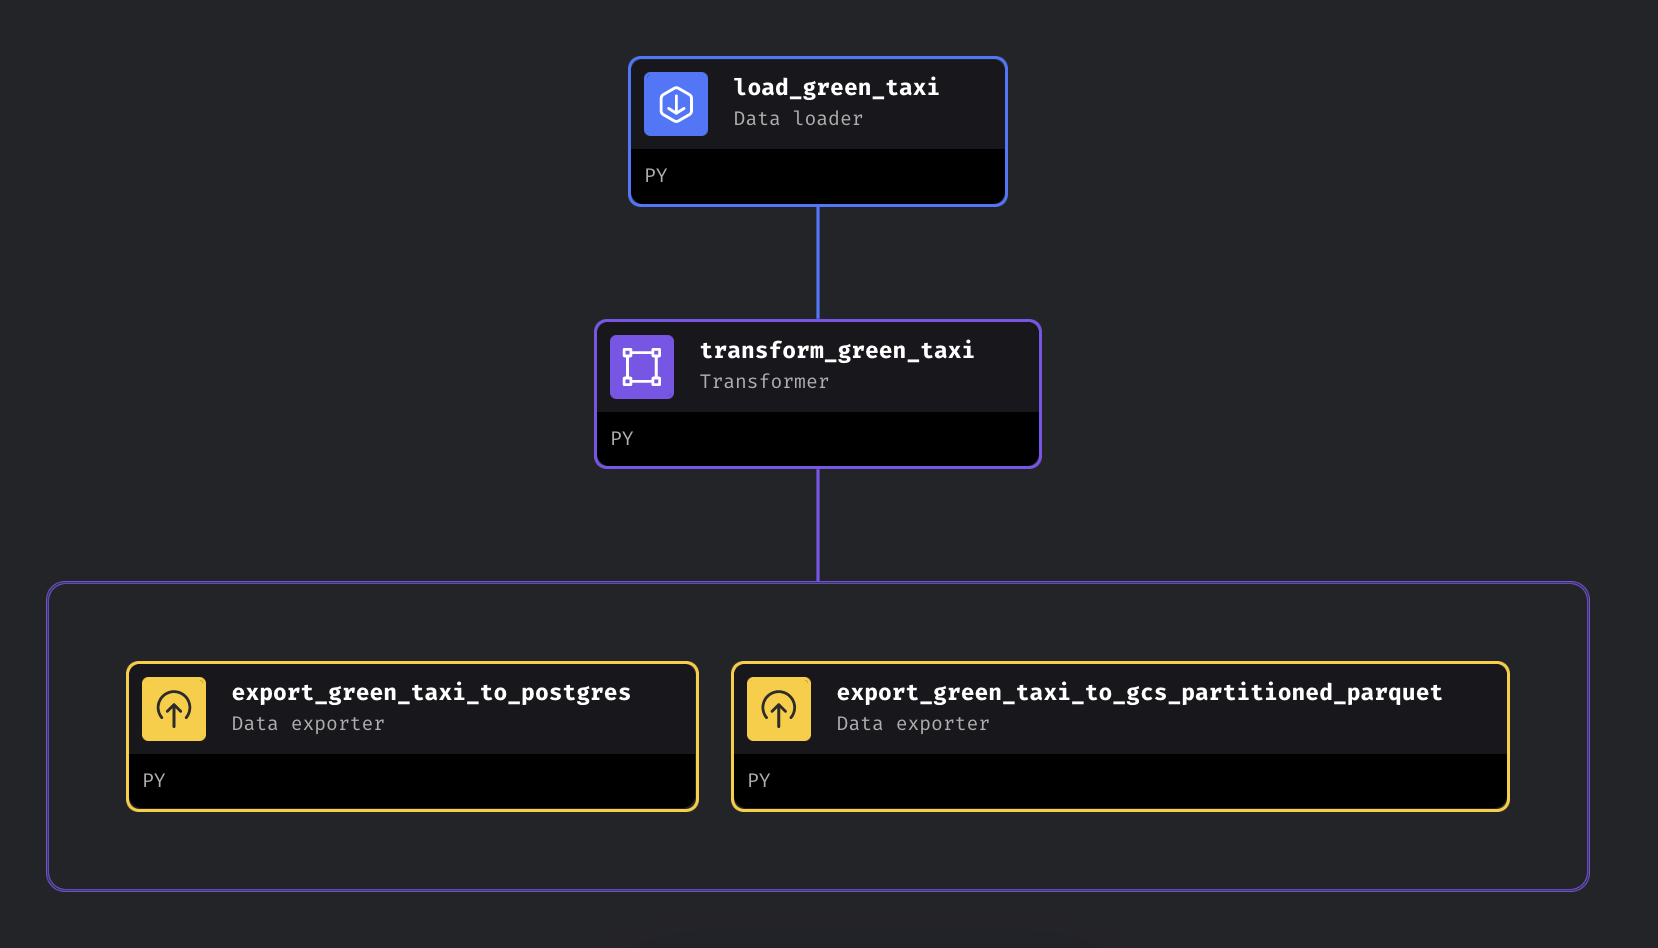 load_green_taxi
Data loader
PY
transform_green_taxi
Transformer
PY
export_green_taxi_to_postgres
Data exporter
PY
export_green_taxi_to_gcs_partitioned_parquet
Data exporter
PY